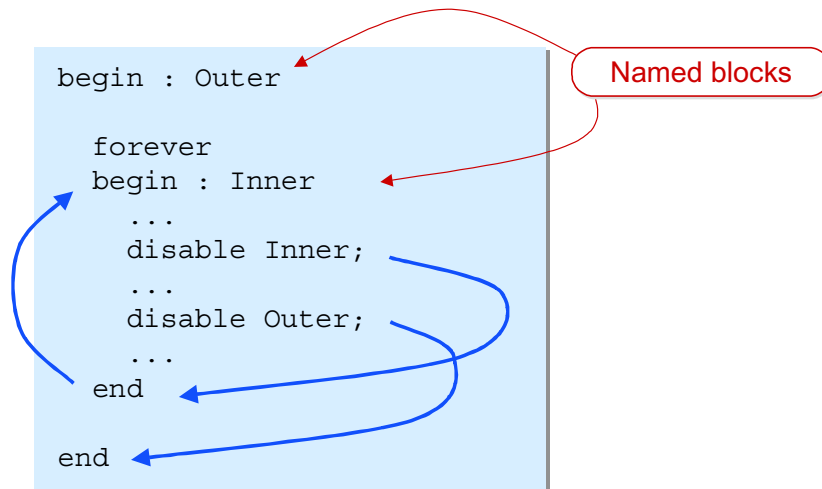 begin : Outer
Named blocks
forever
begin : Inner
...
disable Inner;
...
disable Outer;
...
end
end